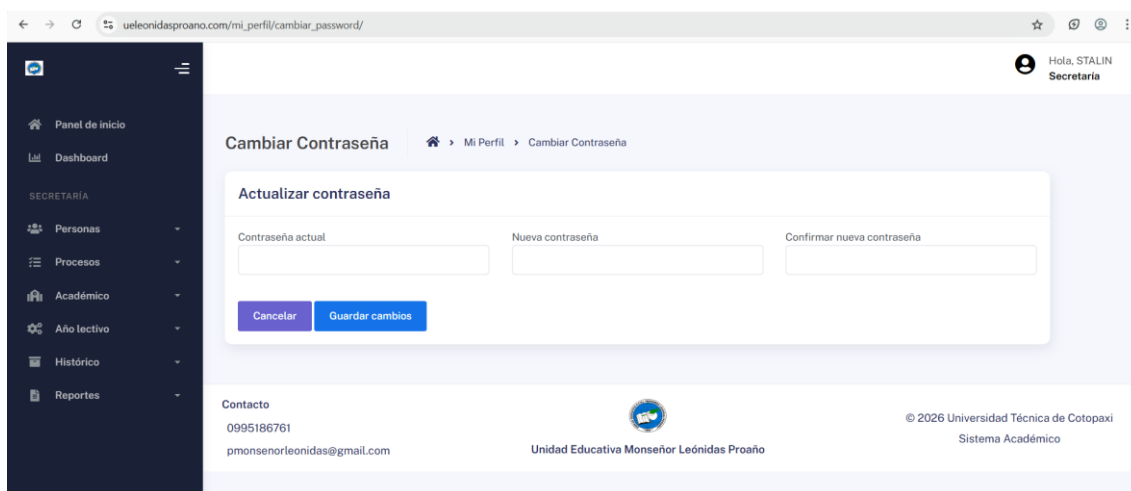 ueleonidasproano.com/mi_perfil/cambiar_password/
Hola, STALIN
Secretaría
Panel de inicio
Dashboard
SECRETARÍA
Personas
Procesos
Académico
Año lectivo
Histórico
Reportes
Cambiar Contraseña
Mi Perfil > Cambiar Contraseña
Actualizar contraseña
Contraseña actual
Nueva contraseña
Confirmar nueva contraseña
Cancelar
Guardar cambios
Contacto
0995186761
pmonsenorleonidas@gmail.com
Unidad Educativa Monseñor Leónidas Proaño
© 2026 Universidad Técnica de Cotopaxi
Sistema Académico